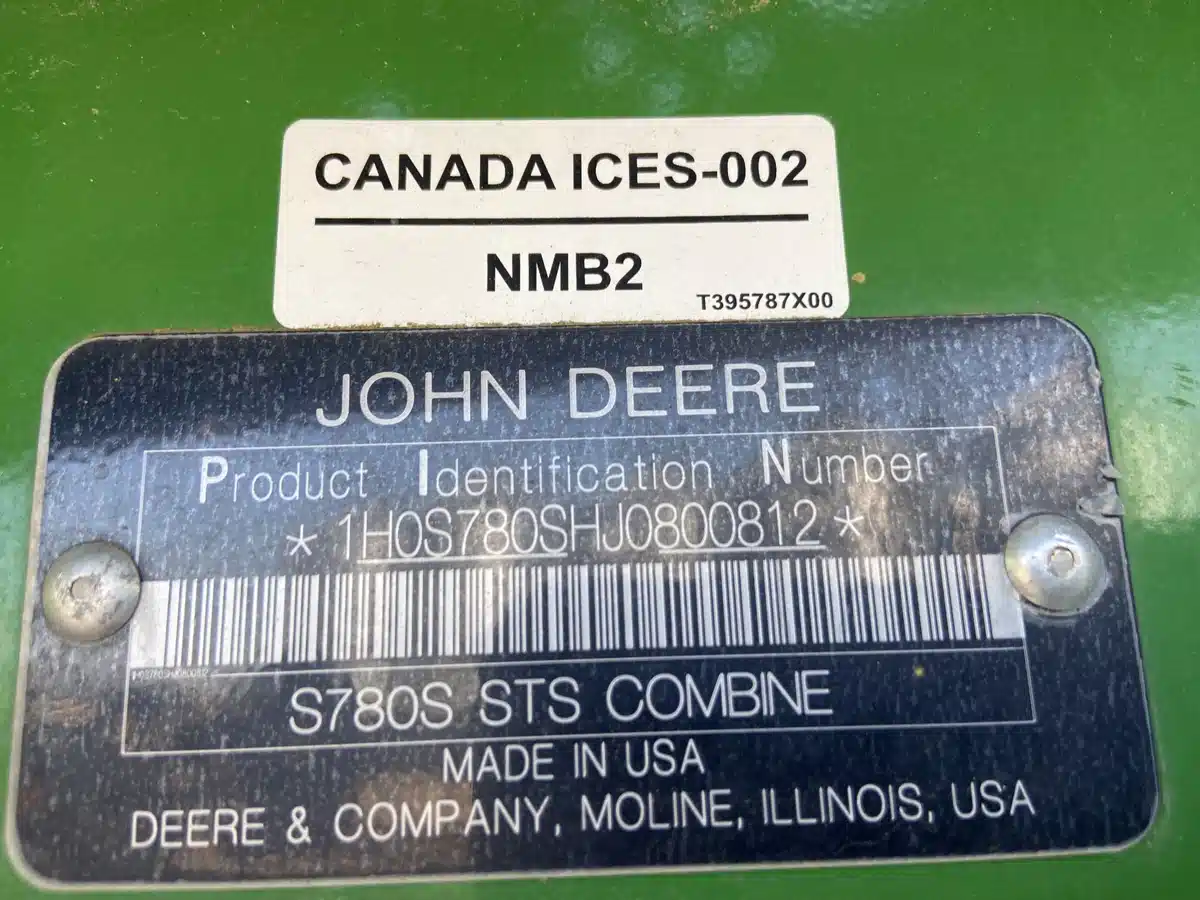 CANADA ICES-002
NMB2
T395787X00
JOHN DEERE
Product Identification Number
*1H0S780SHJ0800812*
1H0S780SHJ0800812
S780S STS COMBINE
MADE IN USA
DEERE & COMPANY, MOLINE, ILLINOIS, USA